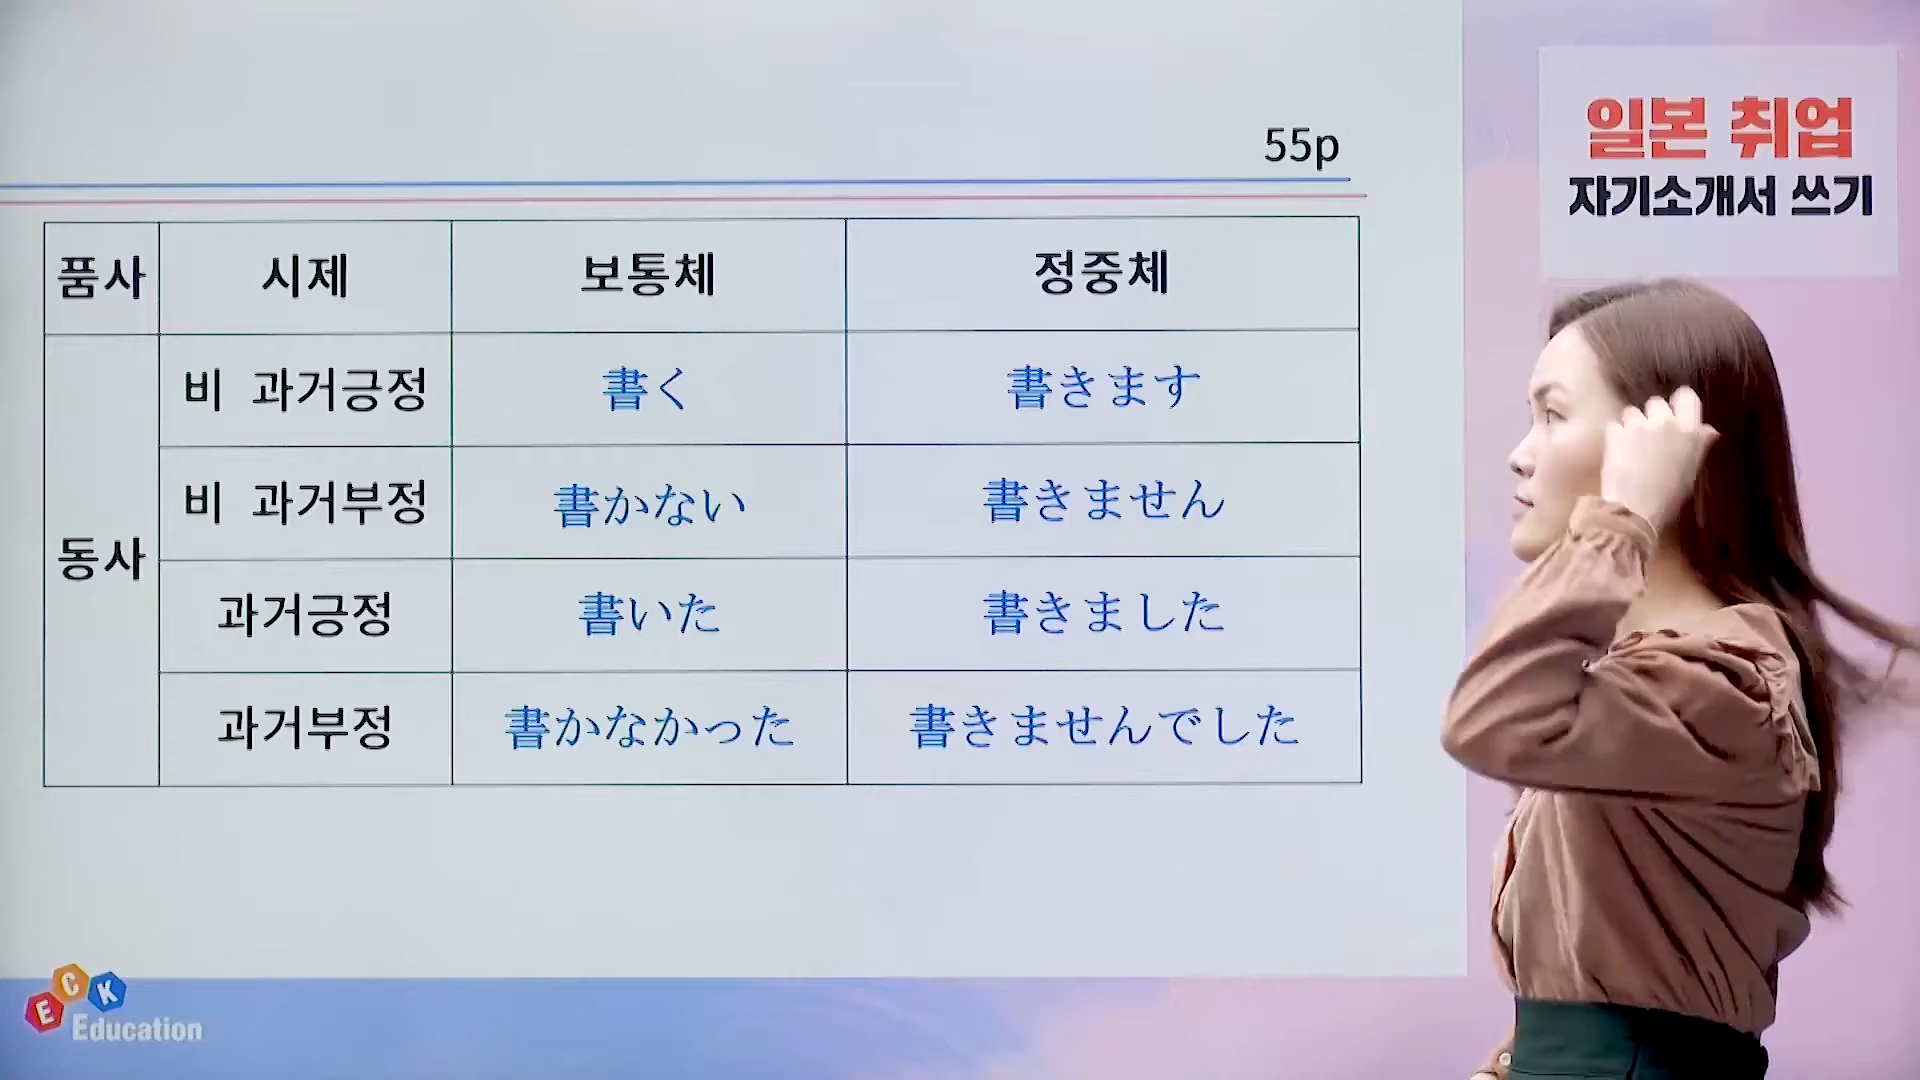 55p
일본 취업
자기소개서 쓰기
품사 시제 보통체 정중체
동사
비 과거긍정 書く 書きます
비 과거부정 書かない 書きません
과거긍정 書いた 書きました
과거부정 書かなかった 書きませんでした
ECK
Education